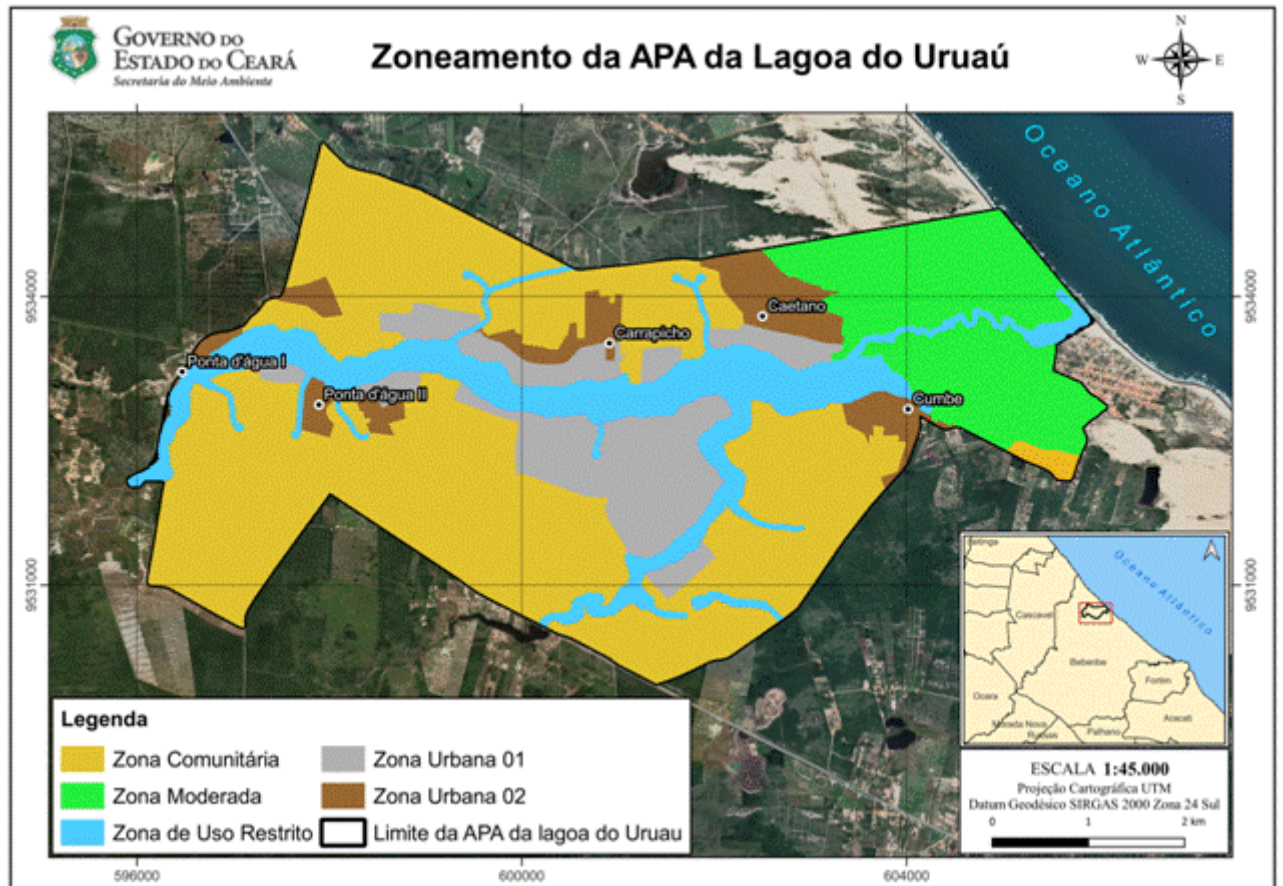 GOVERNO DO
ESTADO DO CEARÁ
Secretaria do Meio Ambiente
Zoneamento da APA da Lagoa do Uruaú
N
W
E
S
Oceano Atlântico
9534000
9534000
Caetano
Carrapicho
Ponta d'água I
Ponta d'água II
Cumbe
9531000
9531000
Oceano Atlântico
Cascavel
Beberibe
Fortim
Ocara
Aracati
Morada Nova
Russas
Palhano
Legenda
Zona Comunitária
Zona Urbana 01
Zona Moderada
Zona Urbana 02
Zona de Uso Restrito
Limite da APA da lagoa do Uruau
ESCALA 1:45.000
Projeção Cartográfica UTM
Datum Geodésico SIRGAS 2000 Zona 24 Sul
0 1 2 km
596000
600000
604000